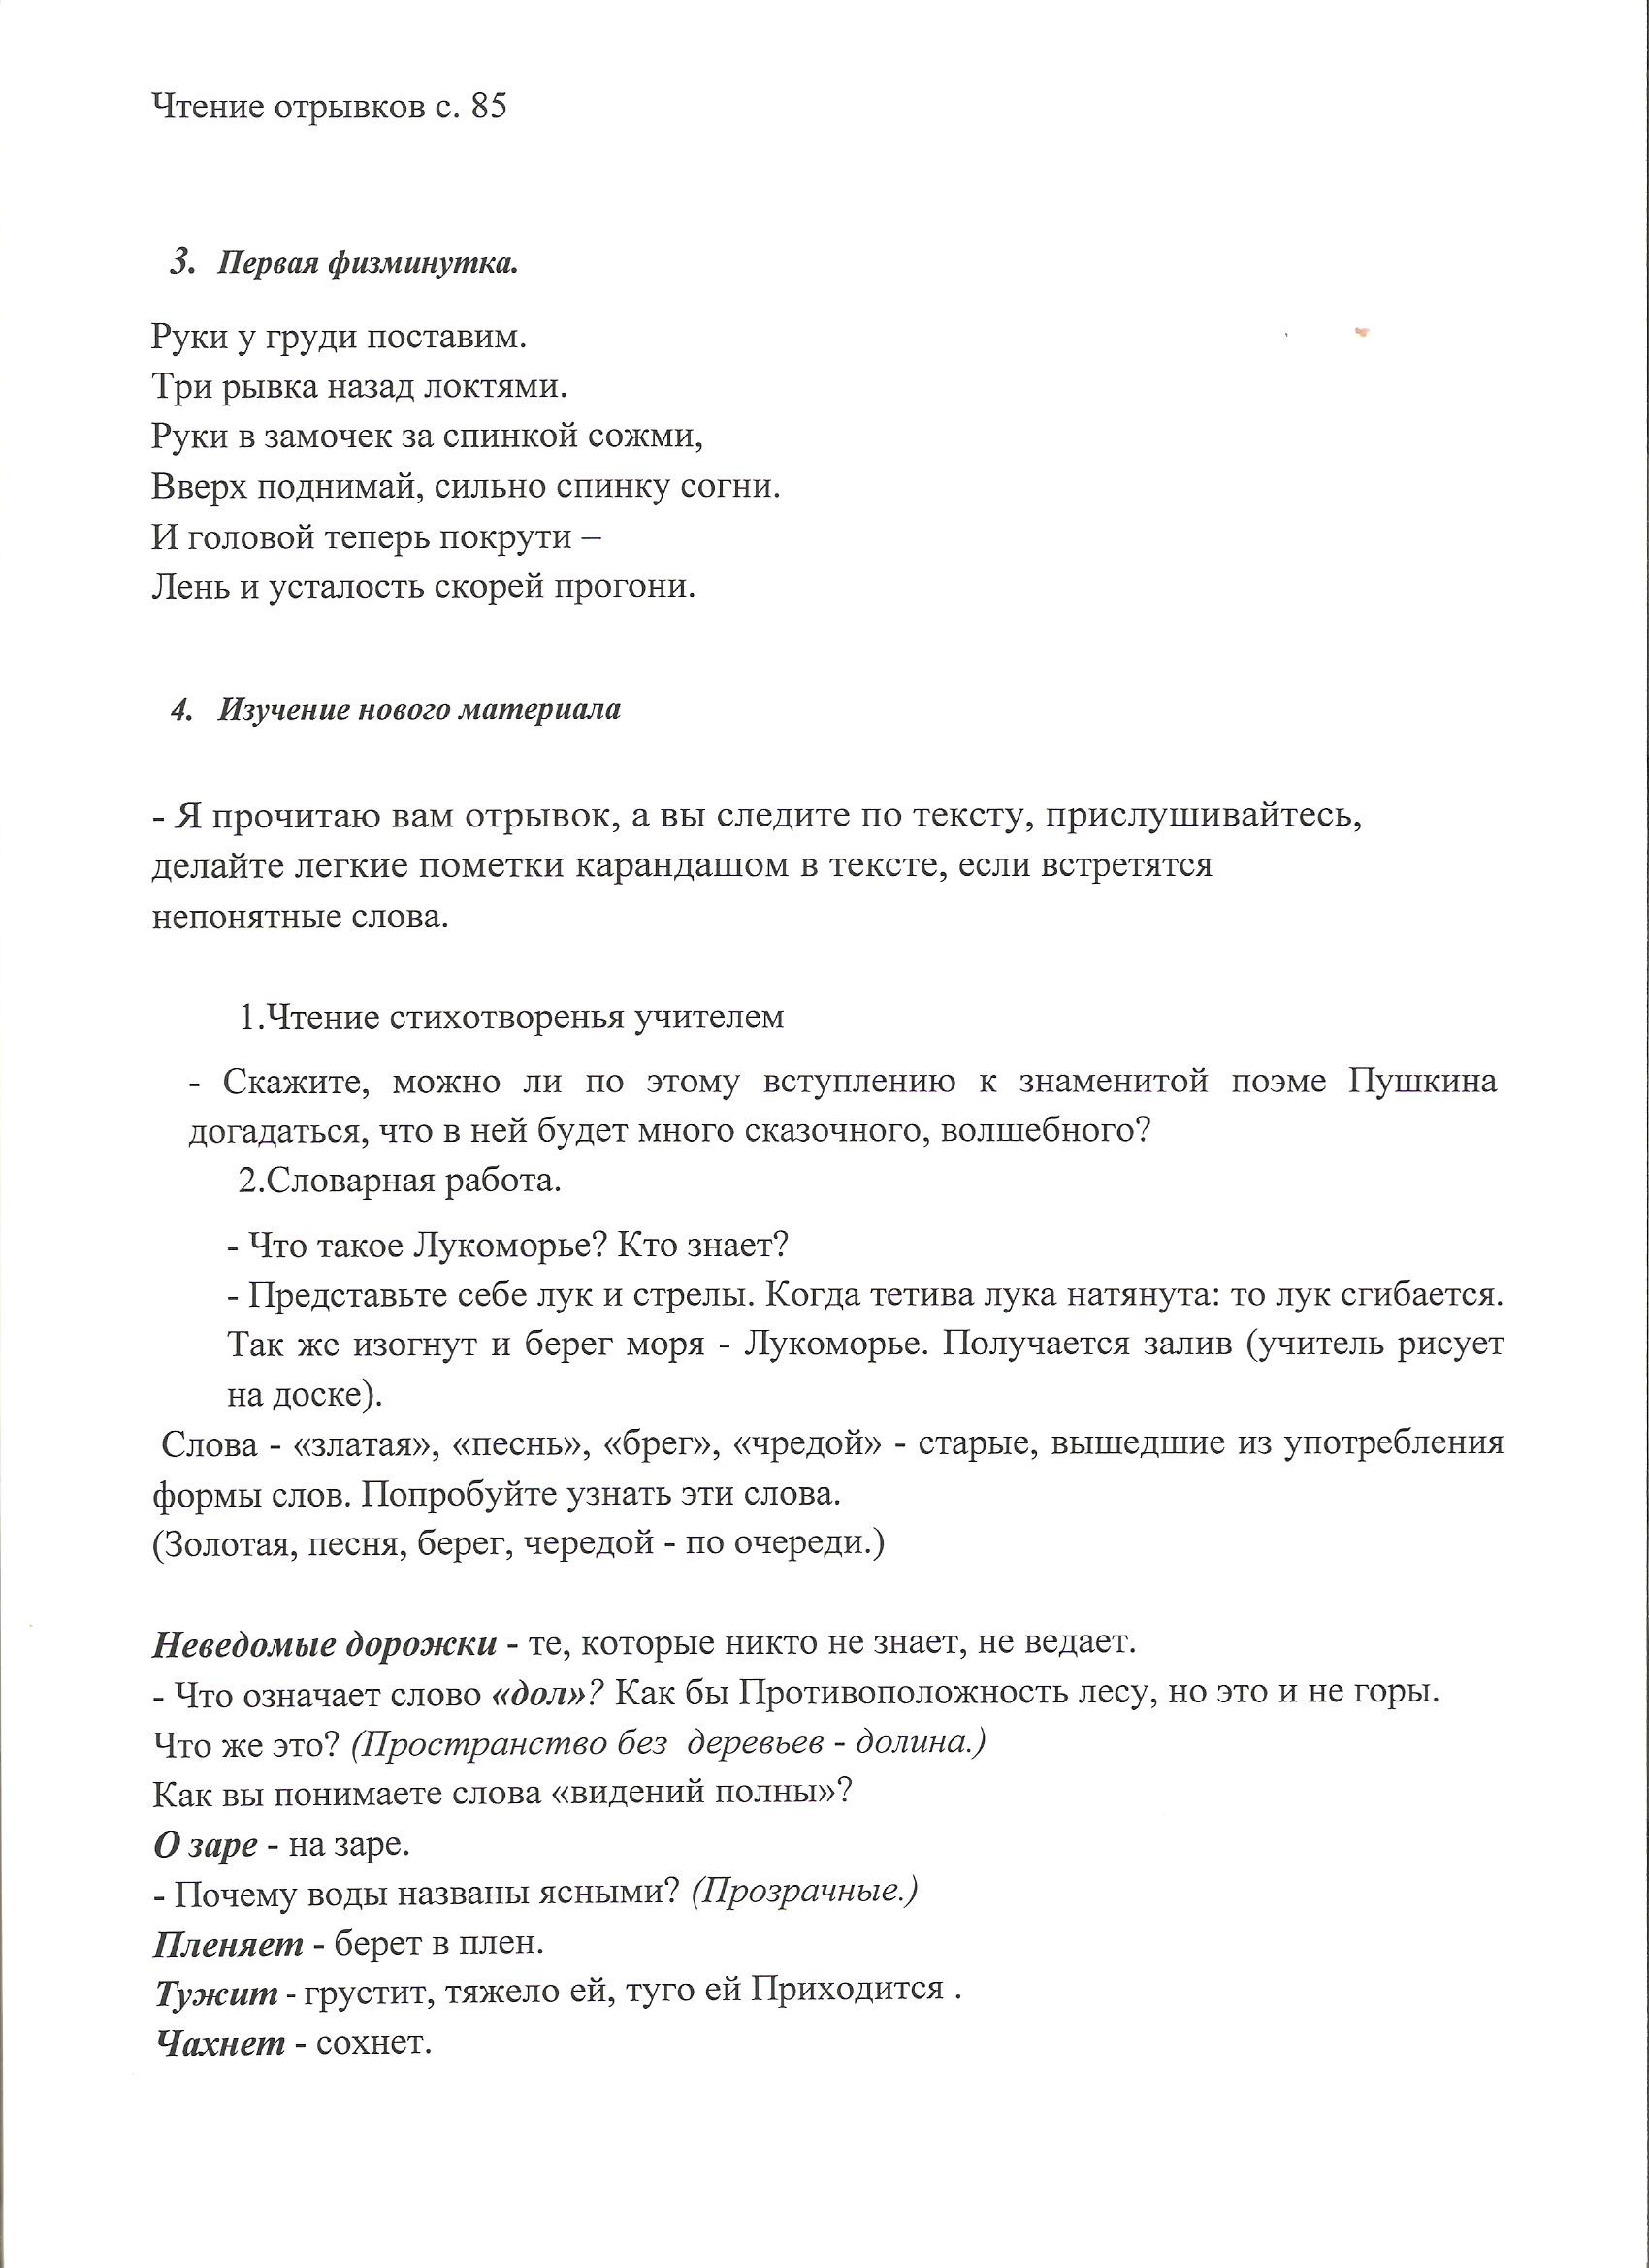 Чтение отрывков с. 85
3. Первая физминутка.
Руки у груди поставим.
Три рывка назад локтями.
Руки в замочек за спинкой сожми,
Вверх поднимай, сильно спинку согни.
И головой теперь покрути –
Лень и усталость скорей прогони.
4. Изучение нового материала
- Я прочитаю вам отрывок, а вы следите по тексту, прислушивайтесь,
делайте легкие пометки карандашом в тексте, если встретятся
непонятные слова.
1.Чтение стихотворенья учителем
- Скажите, можно ли по этому вступлению к знаменитой поэме Пушкина
догадаться, что в ней будет много сказочного, волшебного?
2.Словарная работа.
- Что такое Лукоморье? Кто знает?
- Представьте себе лук и стрелы. Когда тетива лука натянута: то лук сгибается.
Так же изогнут и берег моря - Лукоморье. Получается залив (учитель рисует
на доске).
Слова - «златая», «песнь», «брег», «чредой» - старые, вышедшие из употребления
формы слов. Попробуйте узнать эти слова.
(Золотая, песня, берег, чередой - по очереди.)
Неведомые дорожки - те, которые никто не знает, не ведает.
- Что означает слово «дол»? Как бы Противоположность лесу, но это и не горы.
Что же это? (Пространство без деревьев - долина.)
Как вы понимаете слова «видений полны»?
О заре - на заре.
- Почему воды названы ясными? (Прозрачные.)
Пленяет - берет в плен.
Тужит - грустит, тяжело ей, туго ей Приходится .
Чахнет - сохнет.